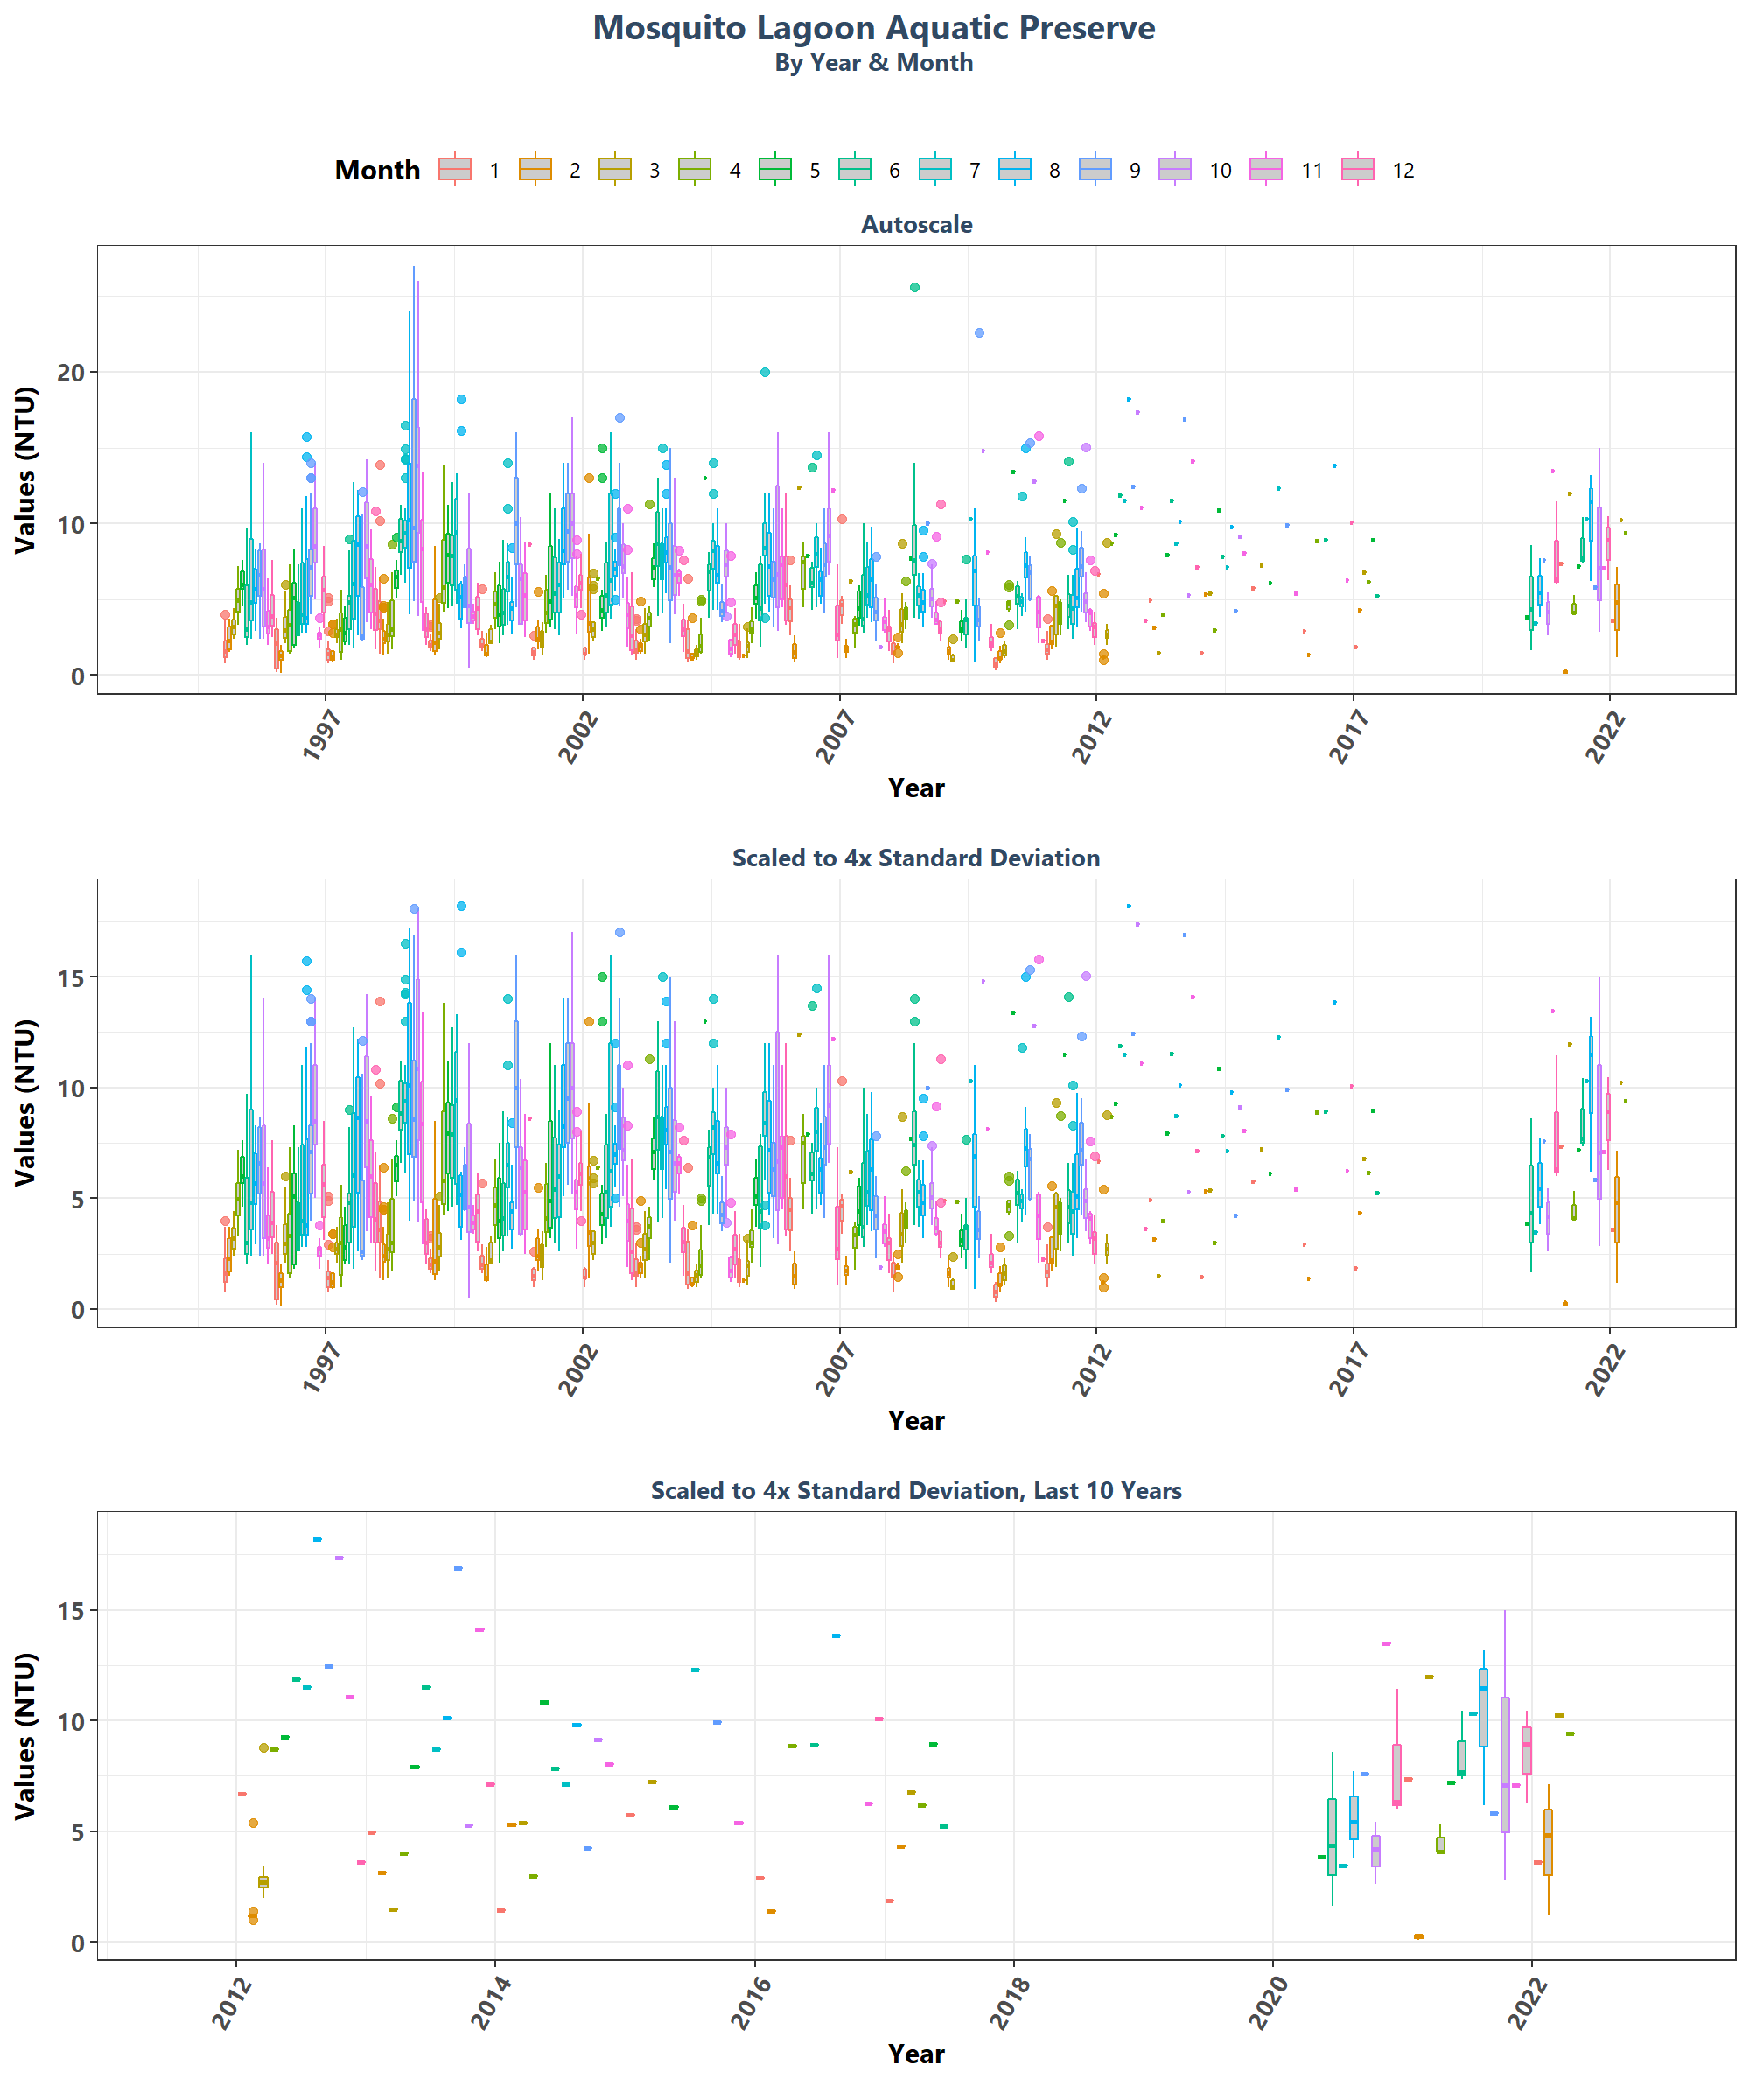 Mosquito Lagoon Aquatic Preserve
By Year & Month
Month 1 2 3 4 5 6 7 8 9 10 11 12
Autoscale
Values (NTU)
20
10
0
1997 2002 2007 2012 2017 2022
Year
Scaled to 4x Standard Deviation
Values (NTU)
15
10
5
0
1997 2002 2007 2012 2017 2022
Year
Scaled to 4x Standard Deviation, Last 10 Years
Values (NTU)
15
10
5
0
2012 2014 2016 2018 2020 2022
Year